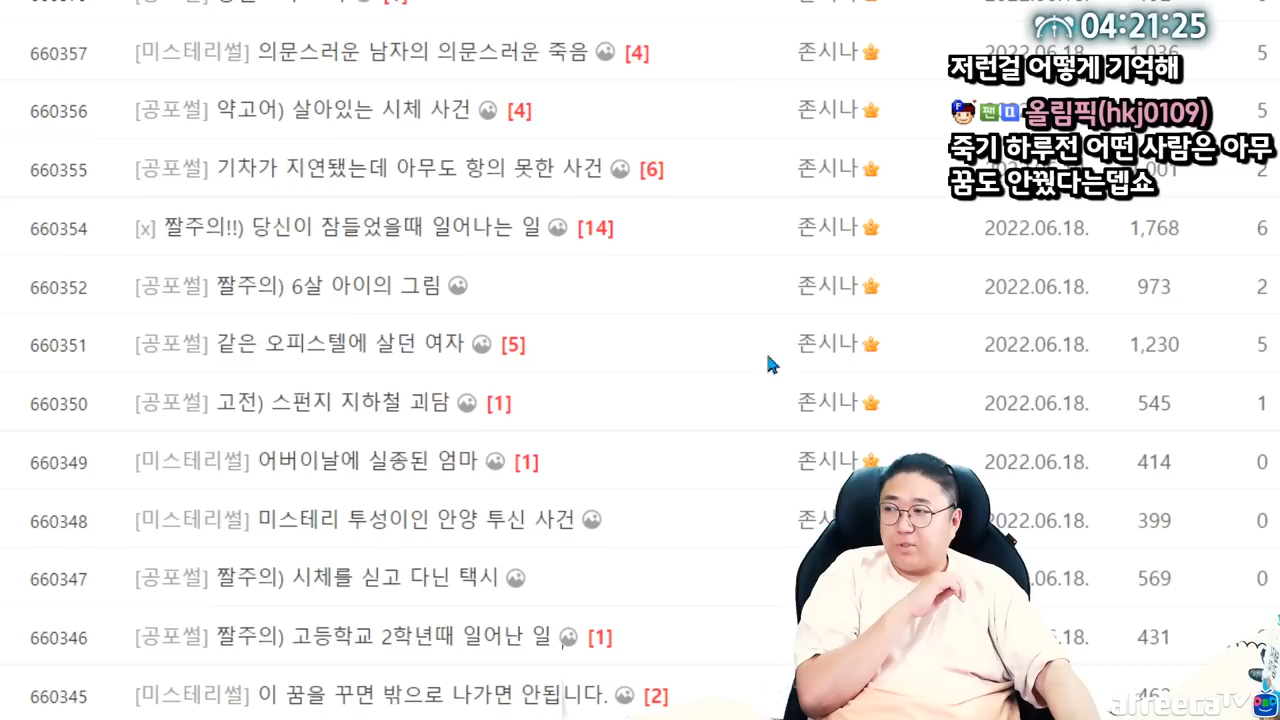 04:21:25
저런걸 어떻게 기억해
팬 올림픽(hkj0109)
죽기 하루전 어떤 사람은 아무
꿈도 안꿨다는뎁쇼
660357 [미스테리썰] 의문스러운 남자의 의문스러운 죽음 [4] 존시나 5
660356 [공포썰] 약고어) 살아있는 시체 사건 [4] 존시나 5
660355 [공포썰] 기차가 지연됐는데 아무도 항의 못한 사건 [6] 존시나 2
660354 [x] 짤주의!!) 당신이 잠들었을때 일어나는 일 [14] 존시나 2022.06.18. 1,768 6
660352 [공포썰] 짤주의) 6살 아이의 그림 존시나 2022.06.18. 973 2
660351 [공포썰] 같은 오피스텔에 살던 여자 [5] 존시나 2022.06.18. 1,230 5
660350 [공포썰] 고전) 스펀지 지하철 괴담 [1] 존시나 2022.06.18. 545 1
660349 [미스테리썰] 어버이날에 실종된 엄마 [1] 존시나 2022.06.18. 414 0
660348 [미스테리썰] 미스테리 투성이인 안양 투신 사건 존시 2022.06.18. 399 0
660347 [공포썰] 짤주의) 시체를 싣고 다닌 택시 .06.18. 569 0
660346 [공포썰] 짤주의) 고등학교 2학년때 일어난 일 [1] .18. 431
660345 [미스테리썰] 이 꿈을 꾸면 밖으로 나가면 안됩니다. [2]
afreecaTV